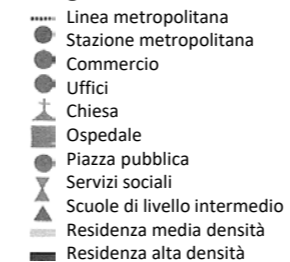 Linea metropolitana
Stazione metropolitana
Commercio
Uffici
Chiesa
Ospedale
Piazza pubblica
Servizi sociali
Scuole di livello intermedio
Residenza media densità
Residenza alta densità